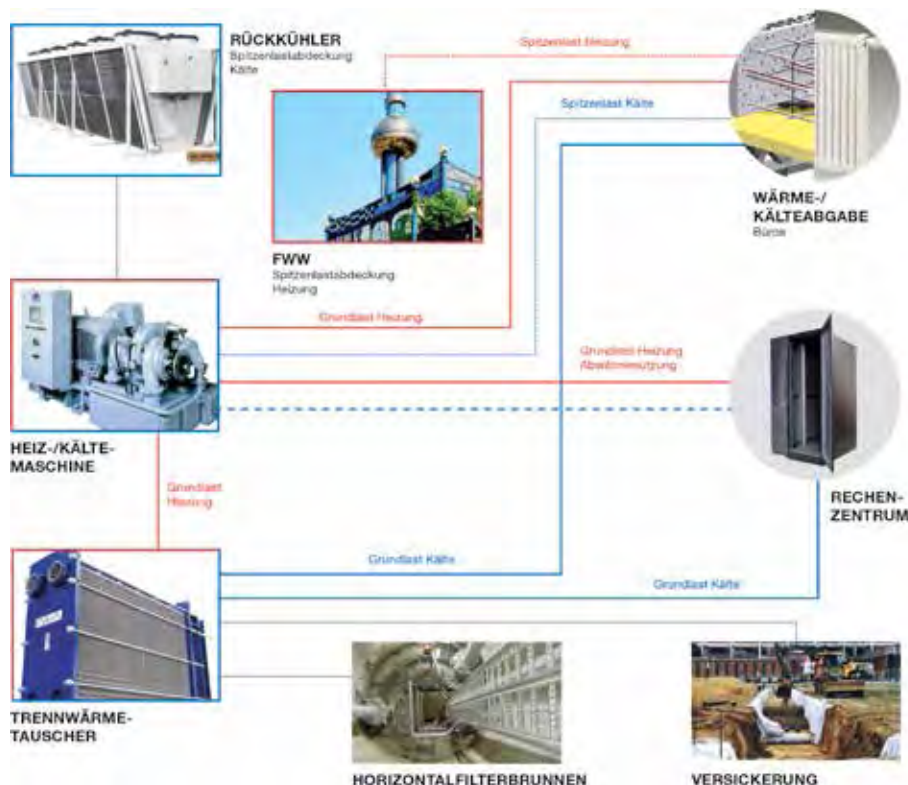 RÜCKKÜHLER
Spitzenlastabdeckung
Kälte
Spitzenlast Heizung
Spitzenlast Kälte
WÄRME-/
KÄLTEABGABE
Büros
FWW
Spitzenlastabdeckung
Heizung
Grundlast Heizung
Grundlast Heizung
Abwärmenutzung
HEIZ-/KÄLTE-
MASCHINE
Grundlast
Heizung
RECHEN-
ZENTRUM
Grundlast Kälte
Grundlast Kälte
TRENNWÄRME-
TAUSCHER
HORIZONTALFILTERBRUNNEN
VERSICKERUNG